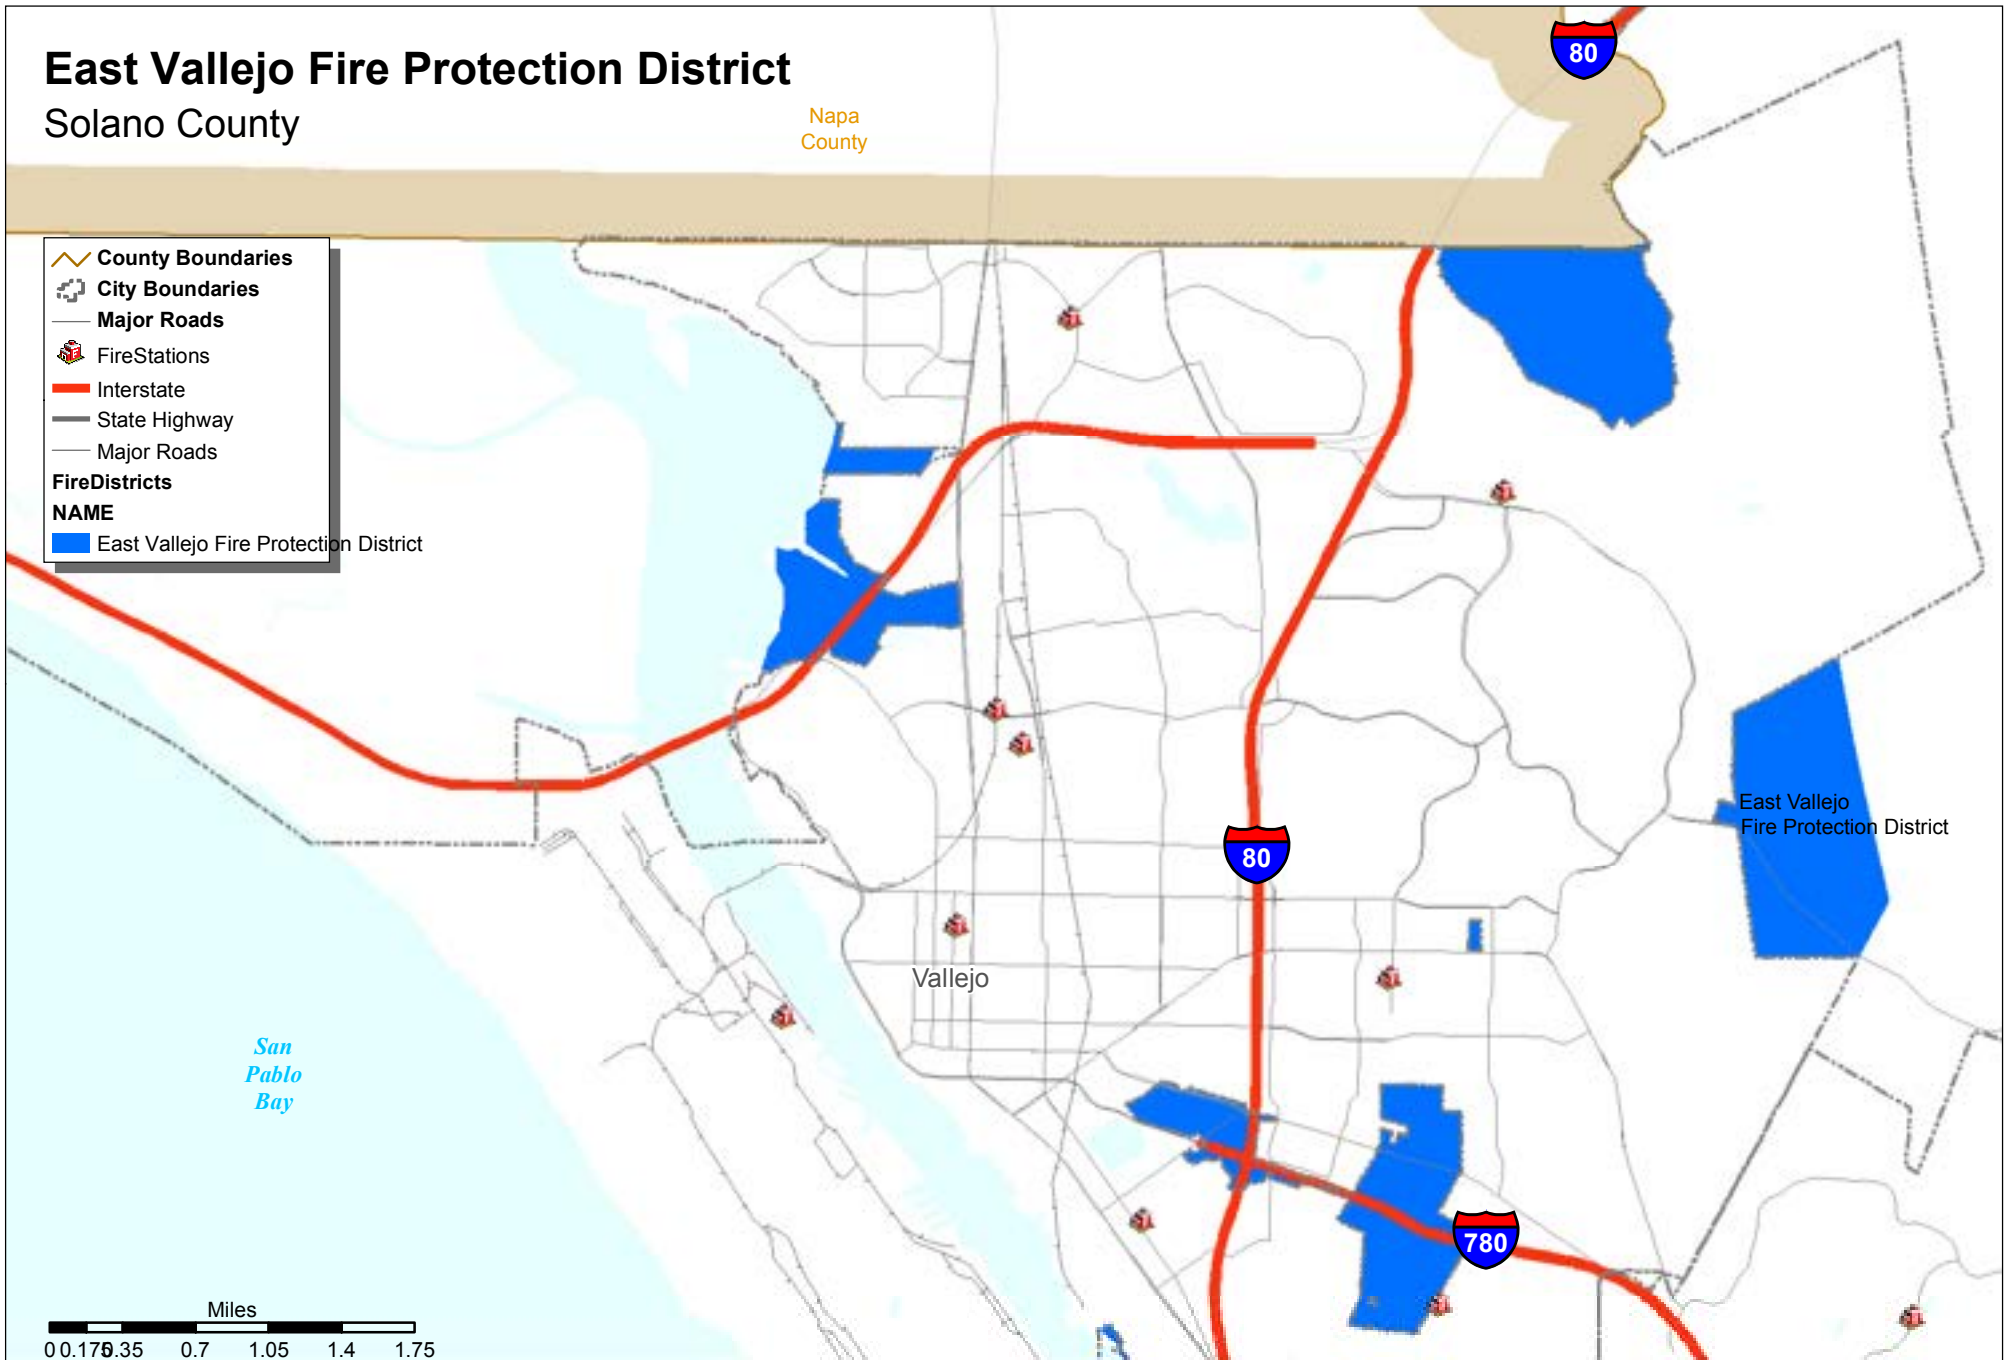 East Vallejo Fire Protection District
Solano County
80
Napa
County
County Boundaries
City Boundaries
Major Roads
FireStations
Interstate
State Highway
Major Roads
FireDistricts
NAME
East Vallejo Fire Protection District
East Vallejo
Fire Protection District
80
Vallejo
San
Pablo
Bay
780
Miles
0 0.175 0.35 0.7 1.05 1.4 1.75